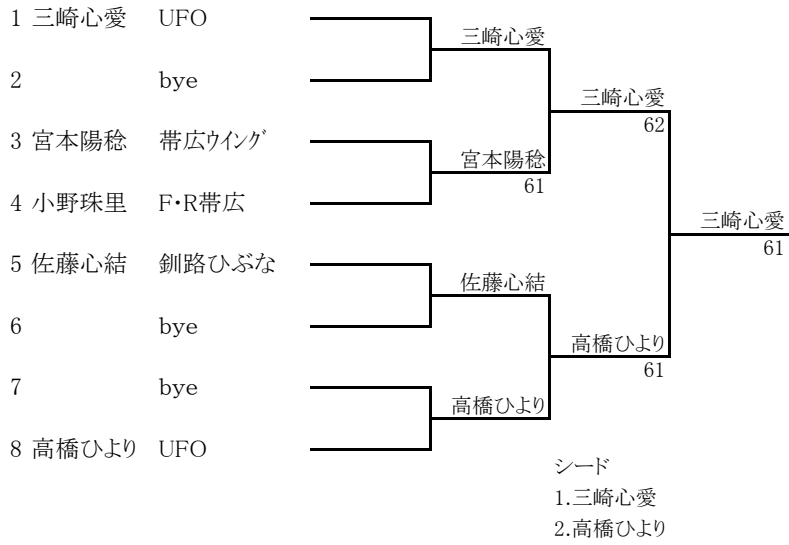 1 三崎心愛 UFO
三崎心愛
2 bye
三崎心愛
62
3 宮本陽稔 帯広ウイング
宮本陽稔
61
4 小野珠里 F・R帯広
三崎心愛
61
5 佐藤心結 釧路ひぶな
佐藤心結
6 bye
高橋ひより
61
7 bye
高橋ひより
8 高橋ひより UFO
シード
1.三崎心愛
2.高橋ひより